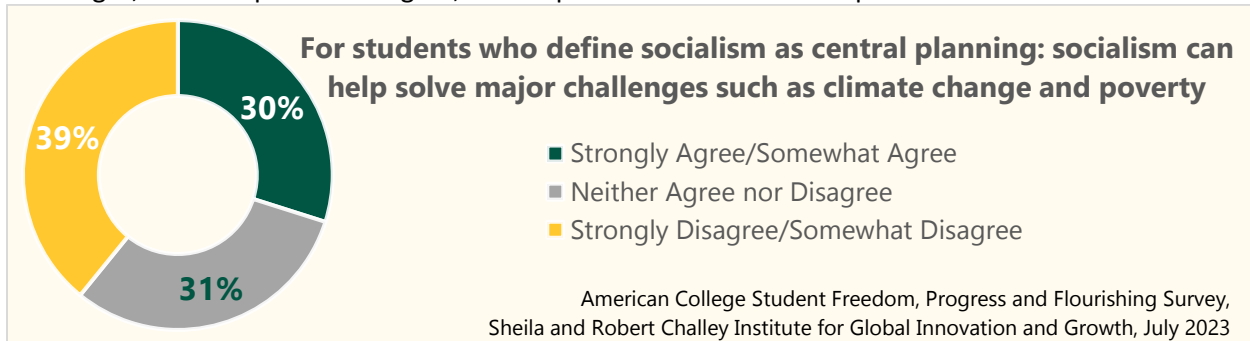 For students who define socialism as central planning: socialism can
help solve major challenges such as climate change and poverty
30%
39%
31%
Strongly Agree/Somewhat Agree
Neither Agree nor Disagree
Strongly Disagree/Somewhat Disagree
American College Student Freedom, Progress and Flourishing Survey,
Sheila and Robert Challey Institute for Global Innovation and Growth, July 2023